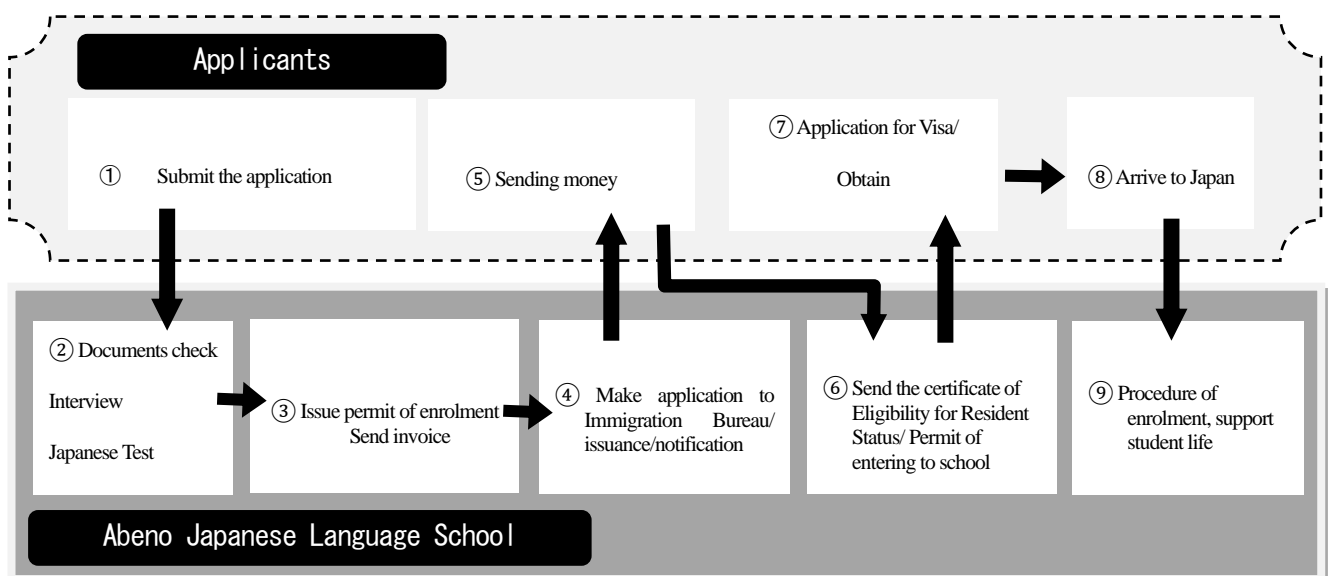 Applicants
① Submit the application
⑤ Sending money
⑦ Application for Visa/
Obtain
⑧ Arrive to Japan
② Documents check
Interview
Japanese Test
③ Issue permit of enrolment
Send invoice
④ Make application to
Immigration Bureau/
issuance/notification
⑥ Send the certificate of
Eligibility for Resident
Status/ Permit of
entering to school
⑨ Procedure of
enrolment, support
student life
Abeno Japanese Language School